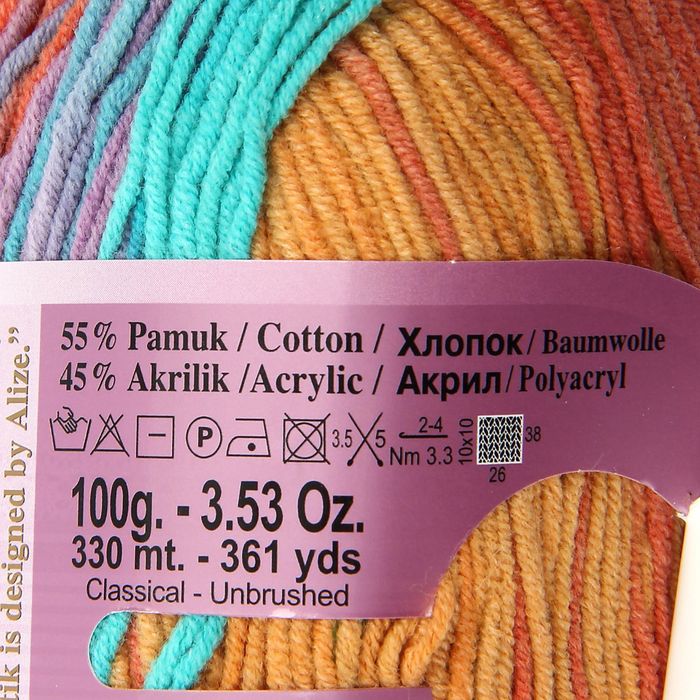 55% Pamuk / Cotton / Хлопок / Baumwolle
45% Akrilik /Acrylic / Акрил / Polyacryl
P 3.5 5 2-4 Nm 3.3 10x10 38 26
100g. - 3.53 Oz.
330 mt. - 361 yds
Classical - Unbrushed
tik is designed by Alize.”